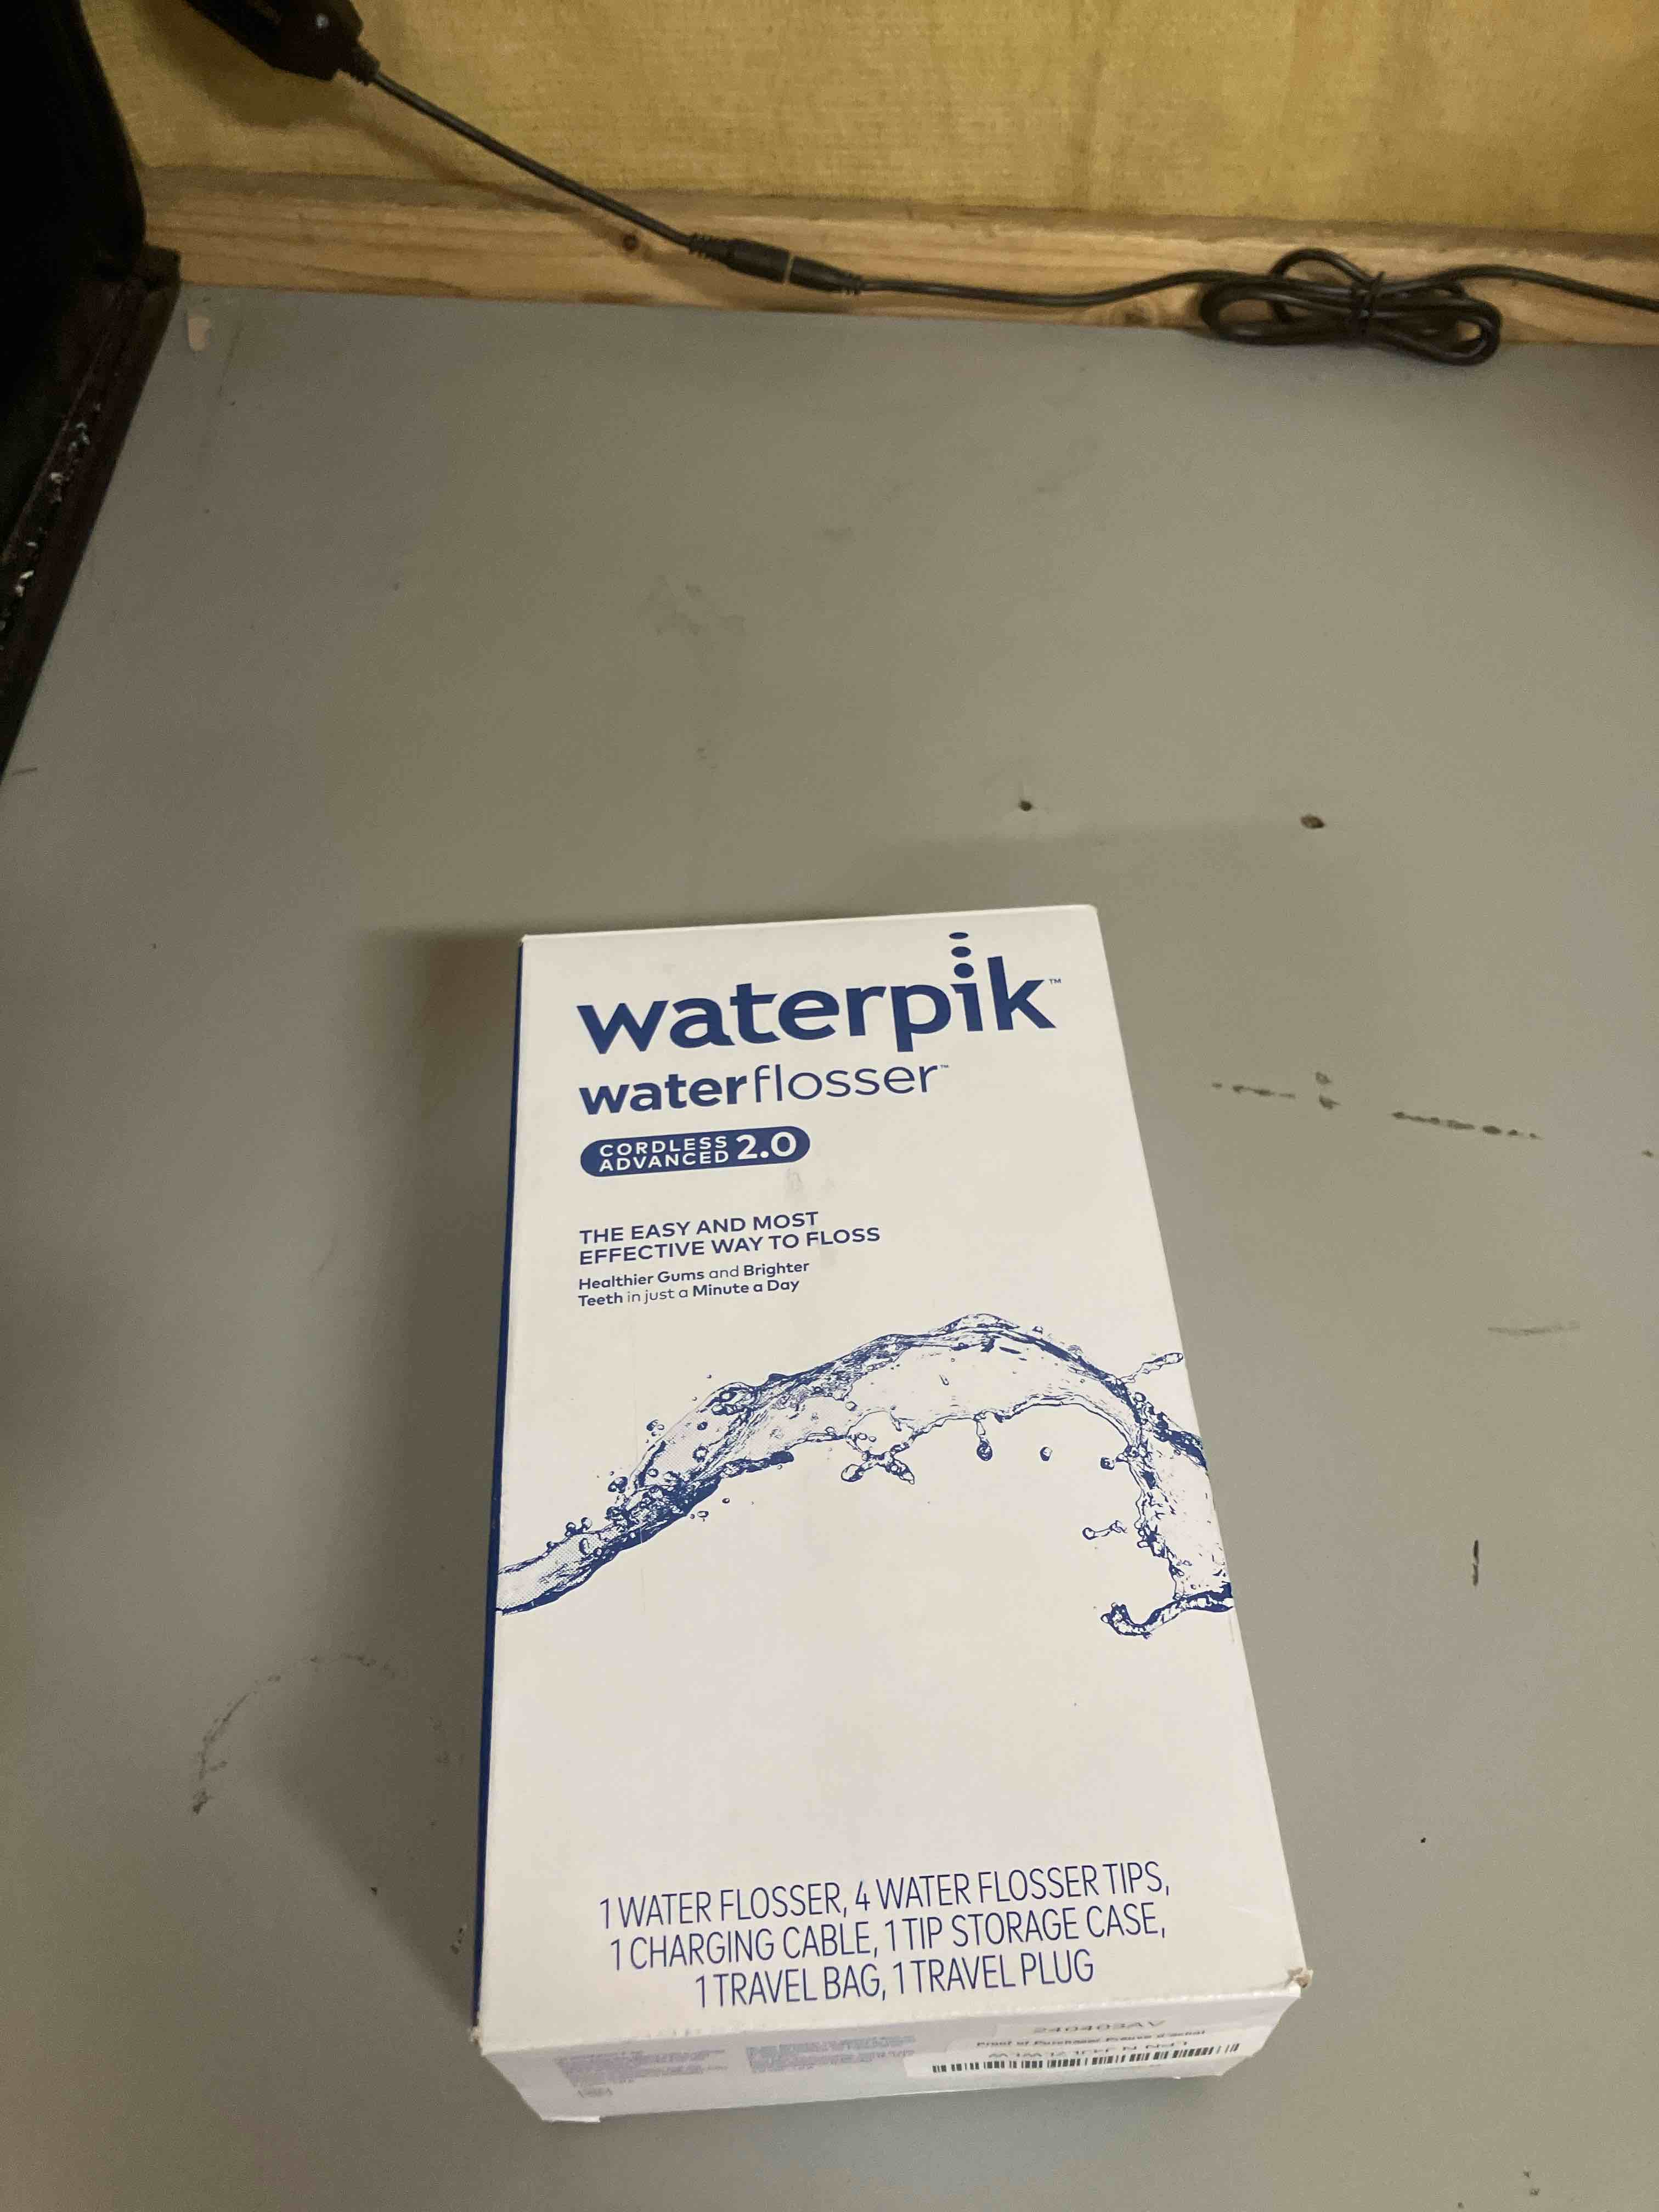 waterpik™
waterflosser™
CORDLESS
ADVANCED 2.0
THE EASY AND MOST
EFFECTIVE WAY TO FLOSS
Healthier Gums and Brighter
Teeth in just a Minute a Day
1 WATER FLOSSER, 4 WATER FLOSSER TIPS,
1 CHARGING CABLE, 1 TIP STORAGE CASE,
1 TRAVEL BAG, 1 TRAVEL PLUG